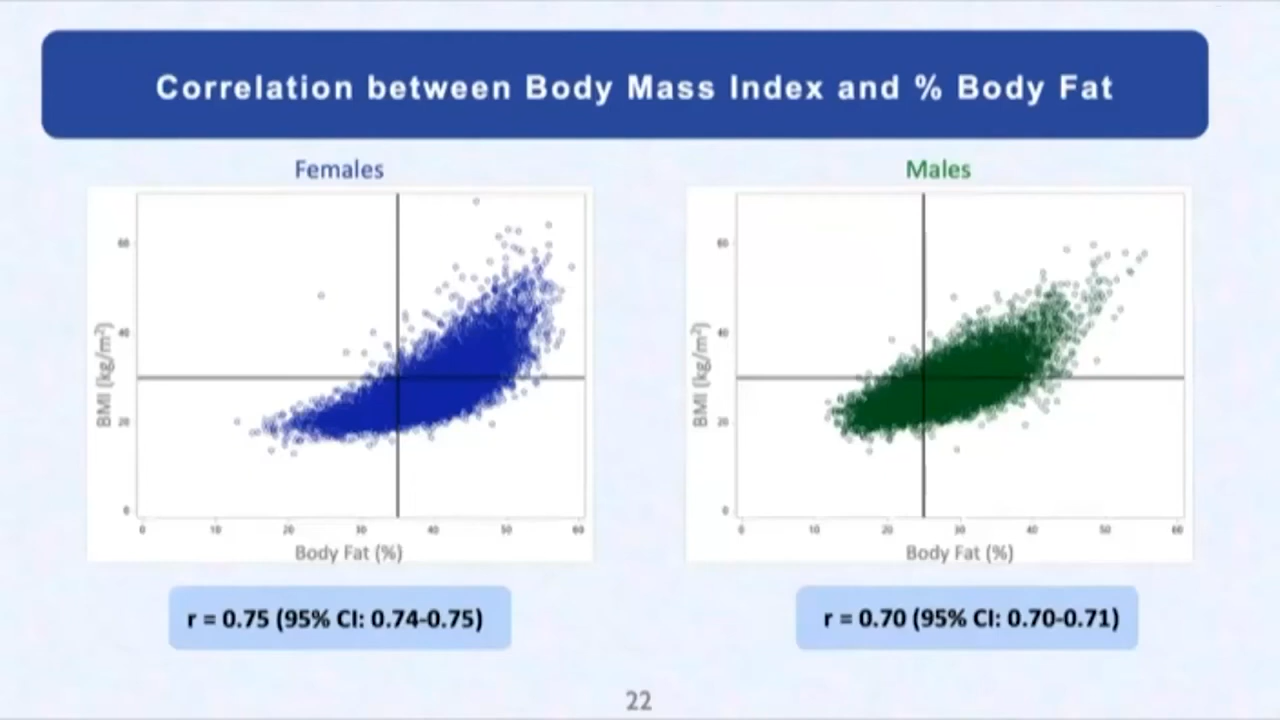 Correlation between Body Mass Index and % Body Fat
Females
60
40
20
0
BMI (kg/m²)
0 10 20 30 40 50 60
Body Fat (%)
r = 0.75 (95% CI: 0.74-0.75)
Males
60
40
20
0
BMI (kg/m²)
0 10 20 30 40 50 60
Body Fat (%)
r = 0.70 (95% CI: 0.70-0.71)
22